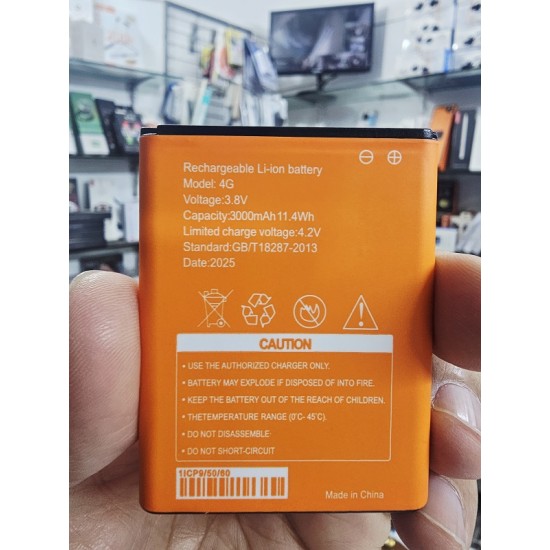 Rechargeable Li-ion battery
Model: 4G
Voltage:3.8V
Capacity:3000mAh 11.4Wh
Limited charge voltage:4.2V
Standard:GB/T18287-2013
Date:2025
CAUTION
• USE THE AUTHORIZED CHARGER ONLY.
• BATTERY MAY EXPLODE IF DISPOSED OF INTO FIRE.
• KEEP THE BATTERY OUT OF THE REACH OF CHILDREN.
• THETEMPERATURE RANGE (0'C- 45'C).
• DO NOT DISASSEMBLE·
• DO NOT SHORT-CIRCUIT
1ICP9/50/60
Made in China